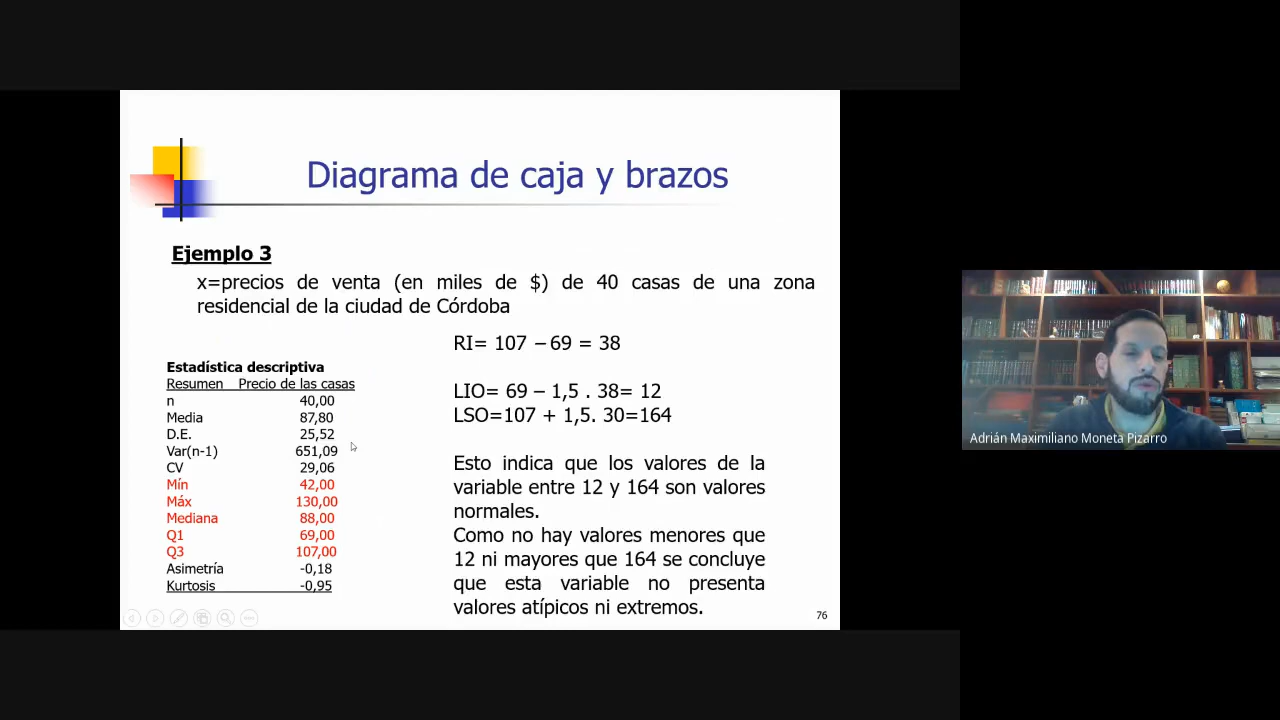 Diagrama de caja y brazos
Ejemplo 3
x=precios de venta (en miles de $) de 40 casas de una zona
residencial de la ciudad de Córdoba
RI= 107 – 69 = 38
LIO= 69 – 1,5 . 38= 12
LSO=107 + 1,5. 30=164
Esto indica que los valores de la
variable entre 12 y 164 son valores
normales.
Como no hay valores menores que
12 ni mayores que 164 se concluye
que esta variable no presenta
valores atípicos ni extremos.
Estadística descriptiva
Resumen Precio de las casas
n 40,00
Media 87,80
D.E. 25,52
Var(n-1) 651,09
CV 29,06
Mín 42,00
Máx 130,00
Mediana 88,00
Q1 69,00
Q3 107,00
Asimetría -0,18
Kurtosis -0,95
76
Adrián Maximiliano Moneta Pizarro